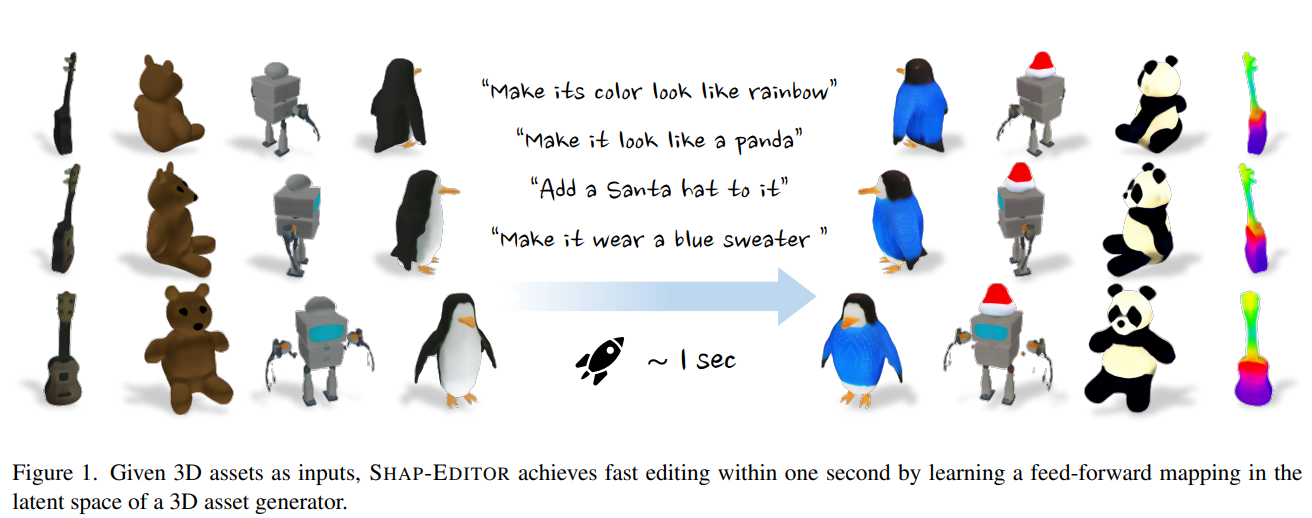 “Make its color look like rainbow”
“Make it look like a panda”
“Add a Santa hat to it”
“Make it wear a blue sweater ”
~ 1 sec
Figure 1. Given 3D assets as inputs, SHAP-EDITOR achieves fast editing within one second by learning a feed-forward mapping in the
latent space of a 3D asset generator.